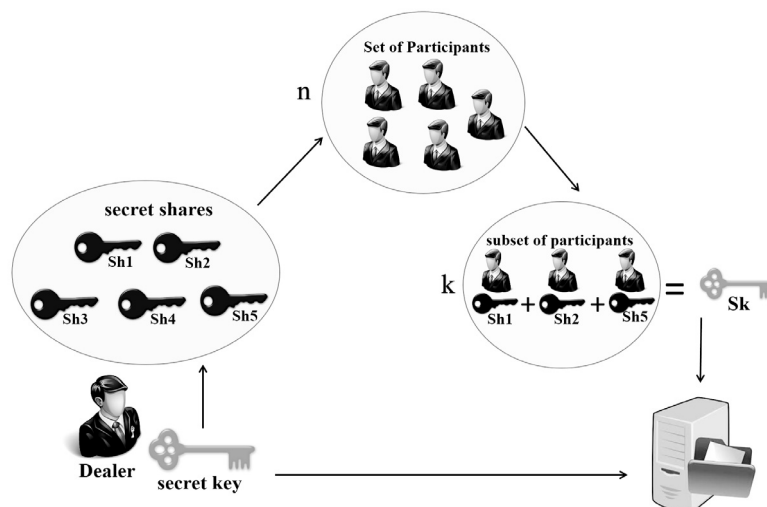 Set of Participants
n
secret shares
Sh1
Sh2
Sh3
Sh4
Sh5
subset of participants
k
Sh1 + Sh2 + Sh5 = Sk
Dealer
secret key